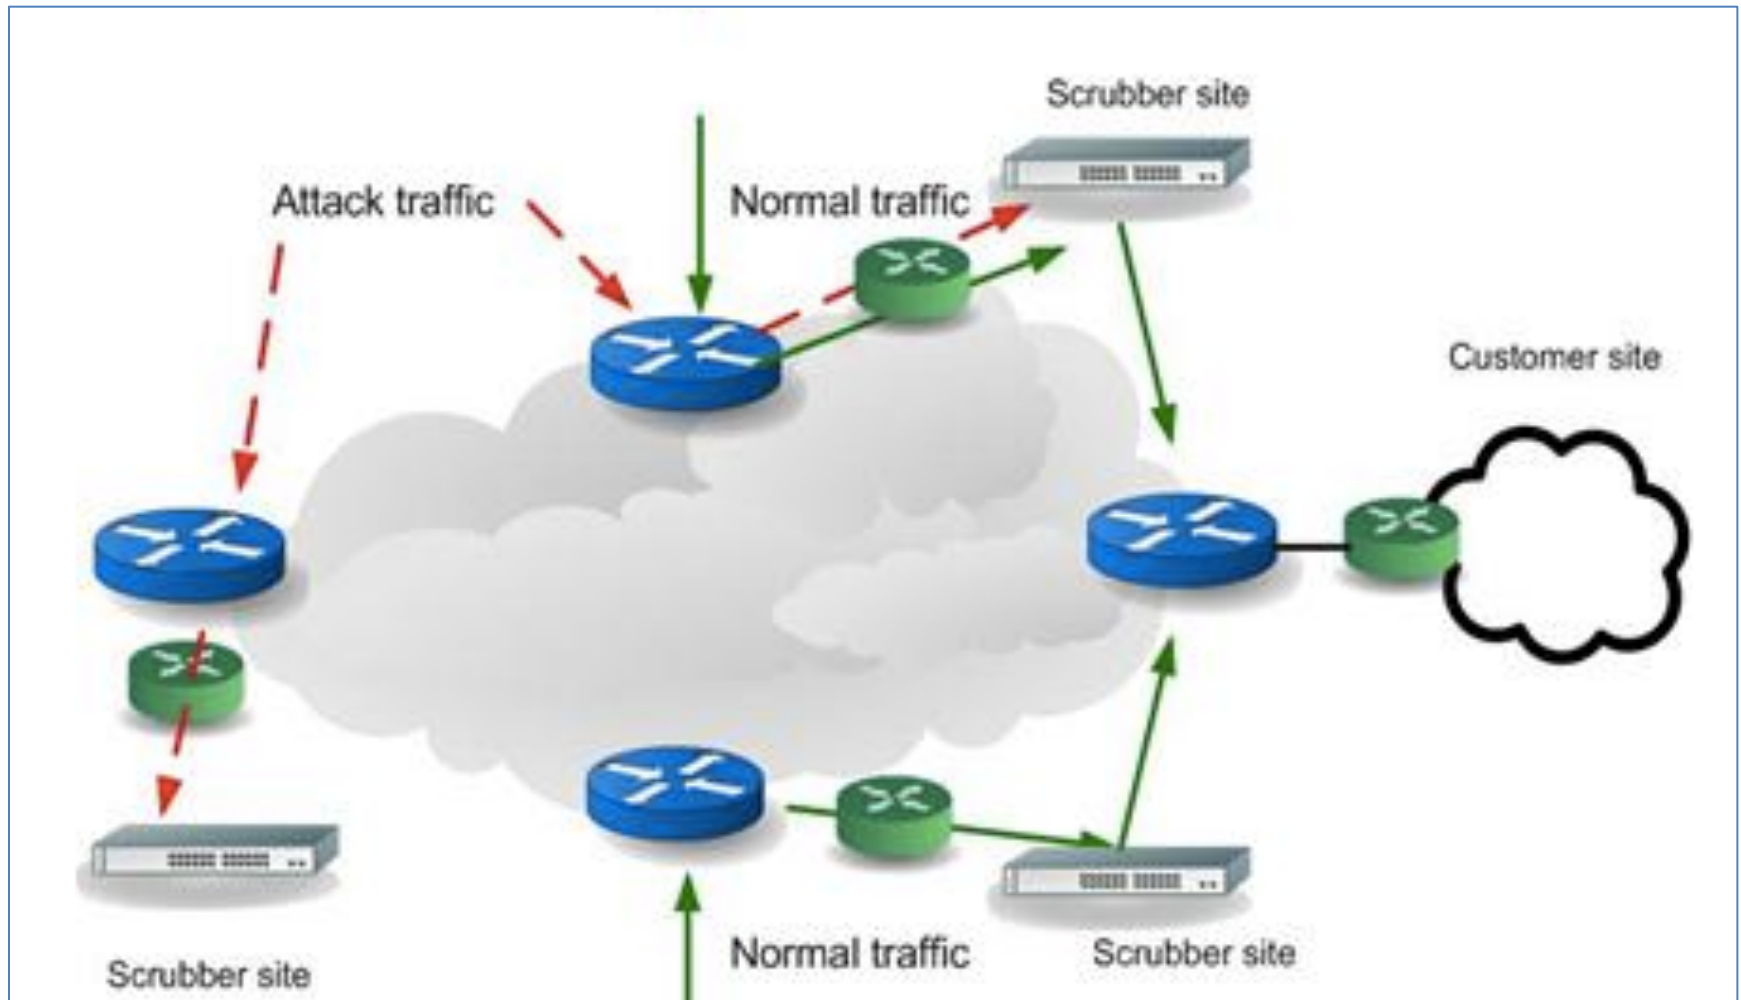 Scrubber site
Attack traffic
Normal traffic
Customer site
Normal traffic
Scrubber site
Scrubber site